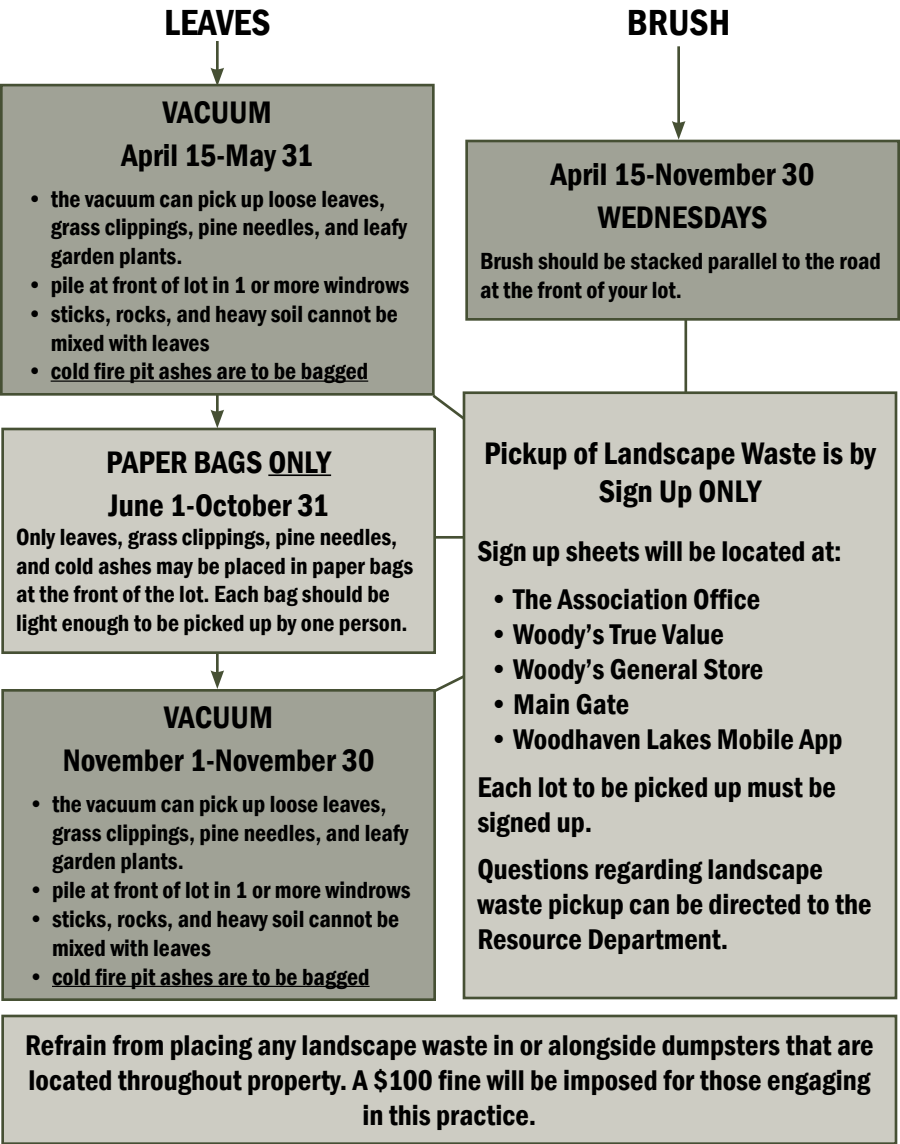 LEAVES
VACUUM
April 15-May 31
• the vacuum can pick up loose leaves,
grass clippings, pine needles, and leafy
garden plants.
• pile at front of lot in 1 or more windrows
• sticks, rocks, and heavy soil cannot be
mixed with leaves
• cold fire pit ashes are to be bagged
PAPER BAGS ONLY
June 1-October 31
Only leaves, grass clippings, pine needles,
and cold ashes may be placed in paper bags
at the front of the lot. Each bag should be
light enough to be picked up by one person.
VACUUM
November 1-November 30
• the vacuum can pick up loose leaves,
grass clippings, pine needles, and leafy
garden plants.
• pile at front of lot in 1 or more windrows
• sticks, rocks, and heavy soil cannot be
mixed with leaves
• cold fire pit ashes are to be bagged
BRUSH
April 15-November 30
WEDNESDAYS
Brush should be stacked parallel to the road
at the front of your lot.
Pickup of Landscape Waste is by
Sign Up ONLY
Sign up sheets will be located at:
• The Association Office
• Woody’s True Value
• Woody’s General Store
• Main Gate
• Woodhaven Lakes Mobile App
Each lot to be picked up must be
signed up.
Questions regarding landscape
waste pickup can be directed to the
Resource Department.
Refrain from placing any landscape waste in or alongside dumpsters that are
located throughout property. A $100 fine will be imposed for those engaging
in this practice.